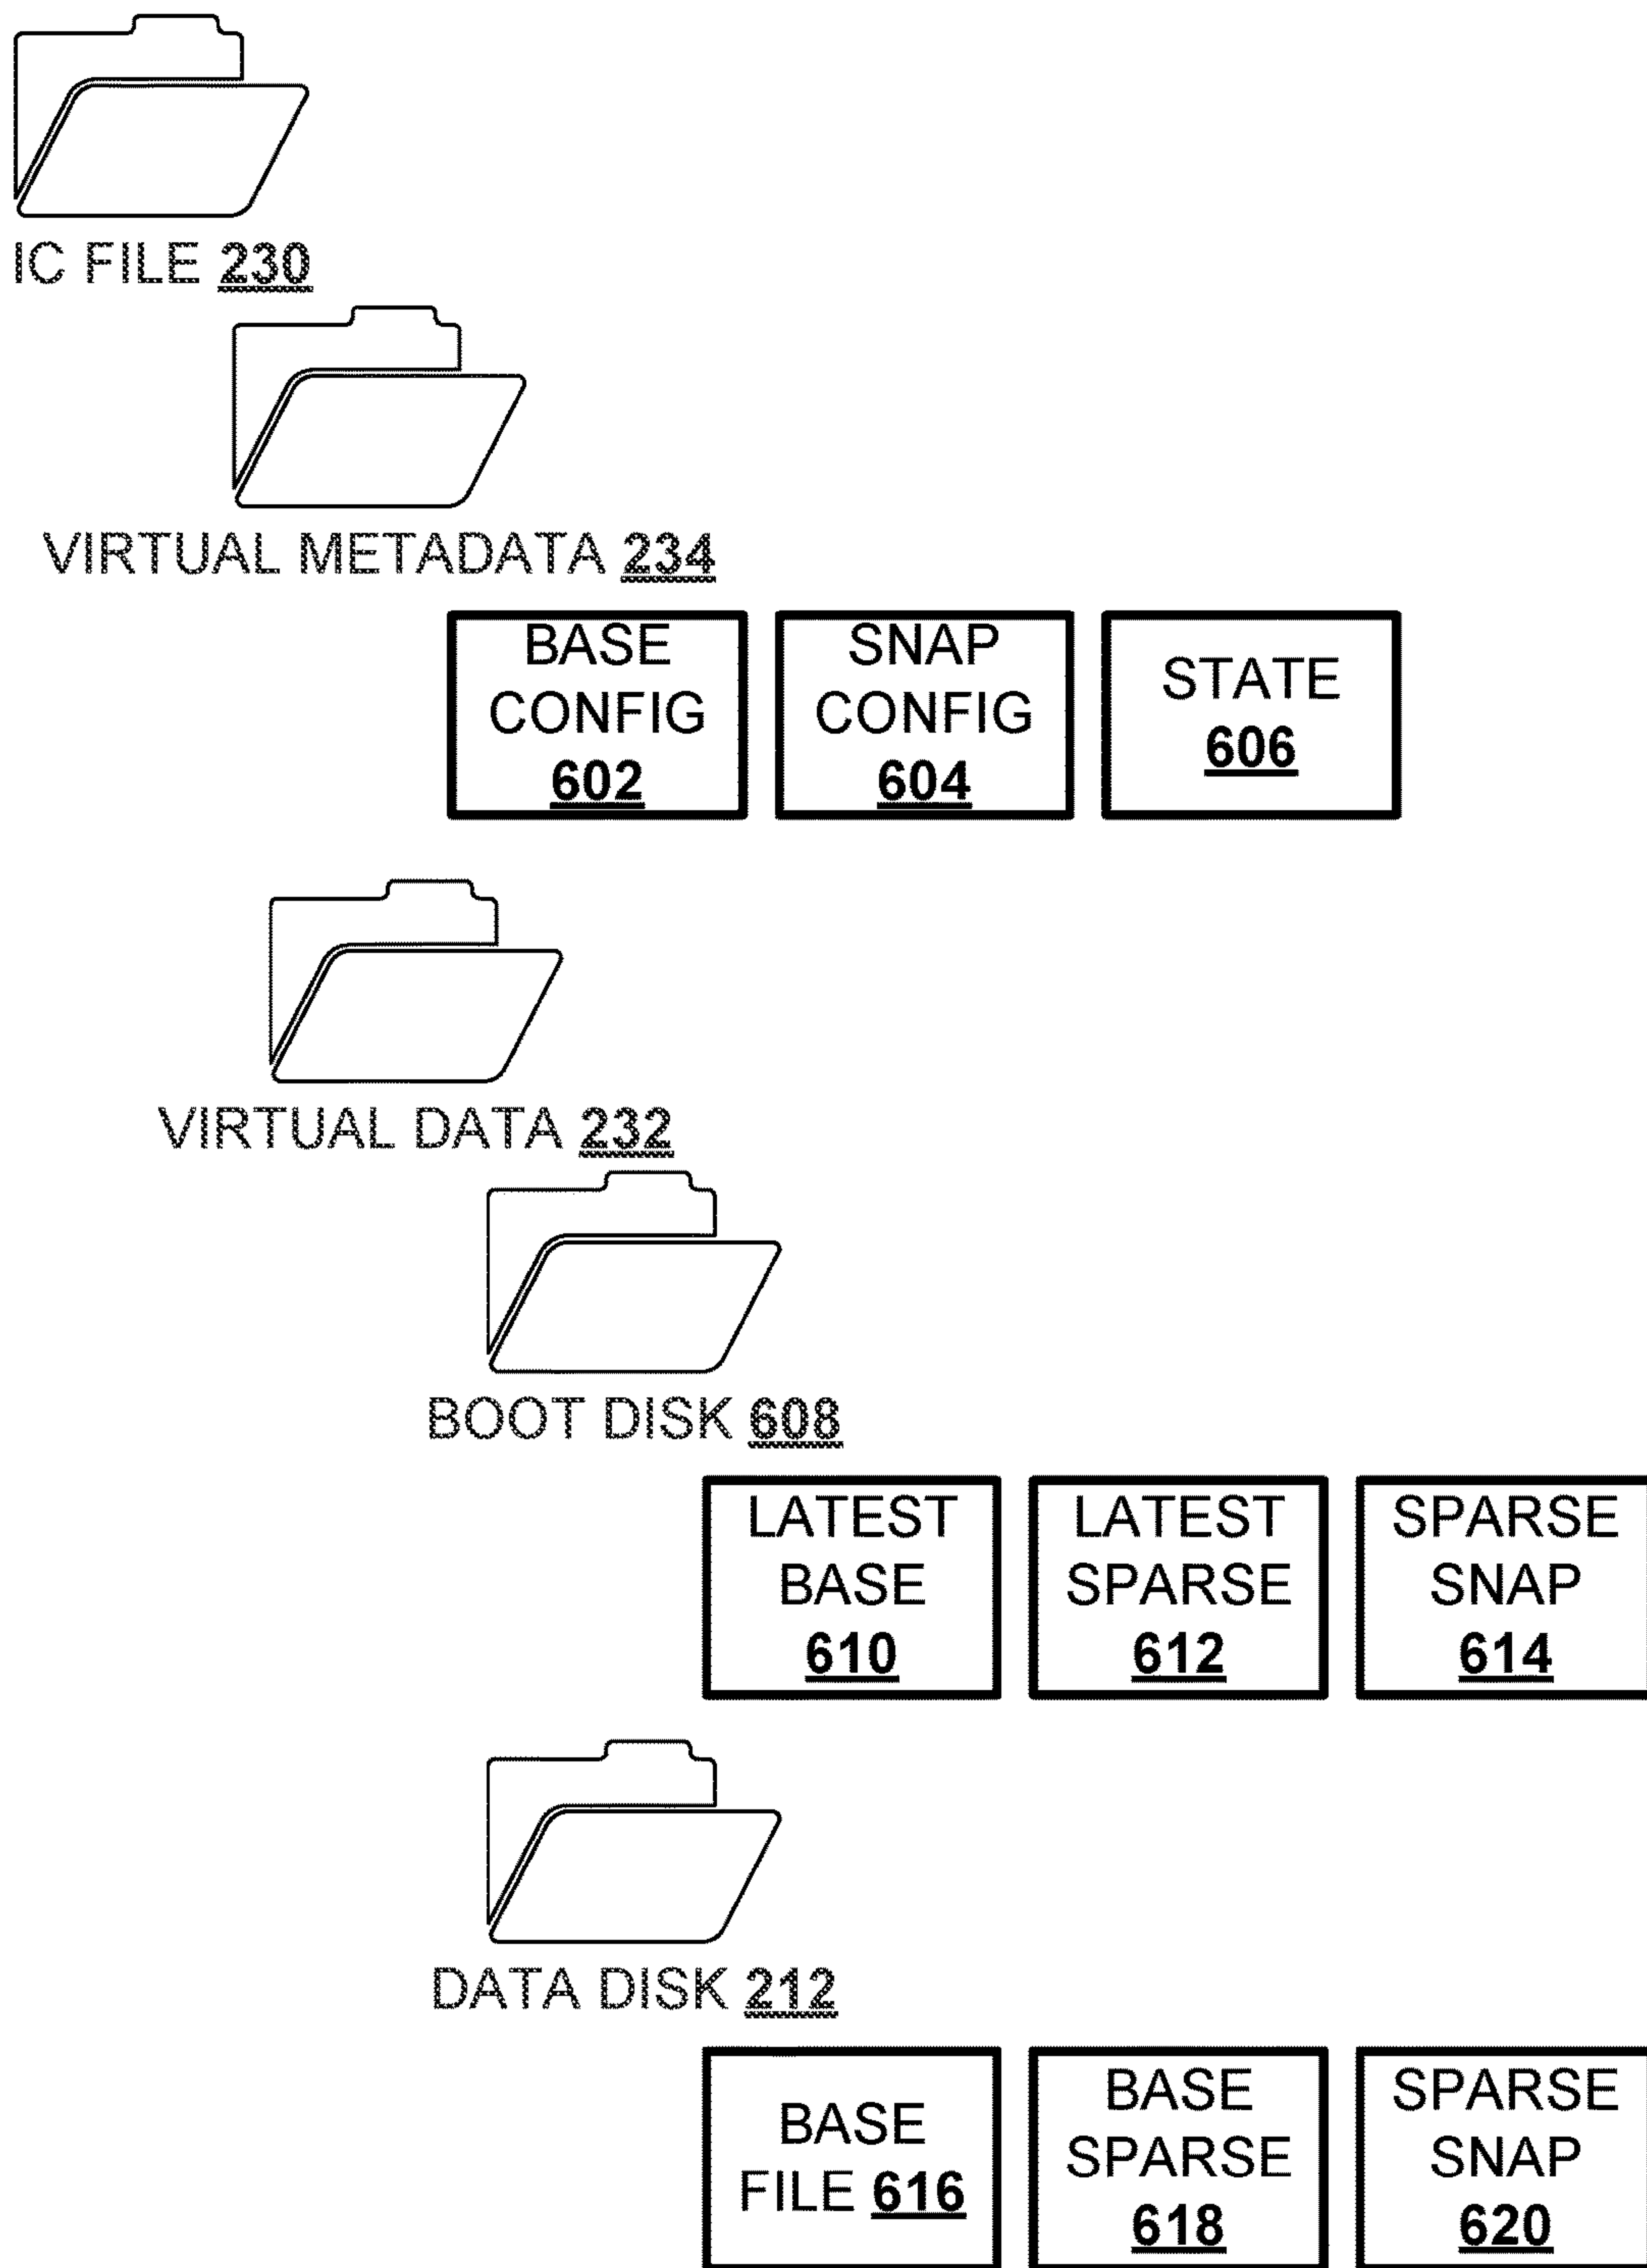 IC FILE 230
VIRTUAL METADATA 234
BASE
CONFIG
602
SNAP
CONFIG
604
STATE
606
VIRTUAL DATA 232
BOOT DISK 608
LATEST
BASE
610
LATEST
SPARSE
612
SPARSE
SNAP
614
DATA DISK 212
BASE
FILE 616
BASE
SPARSE
618
SPARSE
SNAP
620